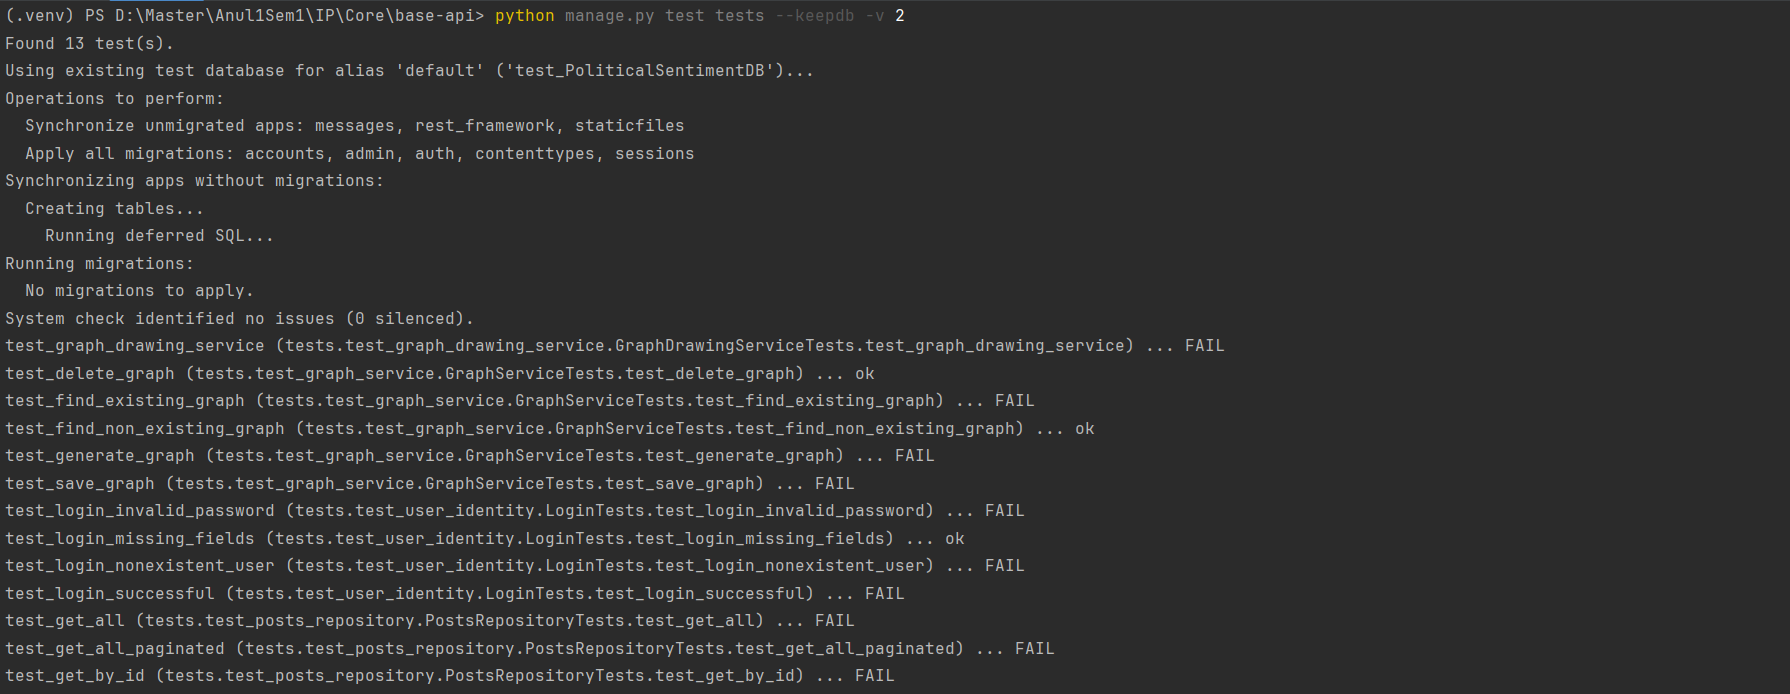 (.venv) PS D:\Master\Anul1Sem1\IP\Core\base-api> python manage.py test tests --keepdb -v 2
Found 13 test(s).
Using existing test database for alias 'default' ('test_PoliticalSentimentDB')...
Operations to perform:
  Synchronize unmigrated apps: messages, rest_framework, staticfiles
  Apply all migrations: accounts, admin, auth, contenttypes, sessions
Synchronizing apps without migrations:
  Creating tables...
    Running deferred SQL...
Running migrations:
  No migrations to apply.
System check identified no issues (0 silenced).
test_graph_drawing_service (tests.test_graph_drawing_service.GraphDrawingServiceTests.test_graph_drawing_service) ... FAIL
test_delete_graph (tests.test_graph_service.GraphServiceTests.test_delete_graph) ... ok
test_find_existing_graph (tests.test_graph_service.GraphServiceTests.test_find_existing_graph) ... FAIL
test_find_non_existing_graph (tests.test_graph_service.GraphServiceTests.test_find_non_existing_graph) ... ok
test_generate_graph (tests.test_graph_service.GraphServiceTests.test_generate_graph) ... FAIL
test_save_graph (tests.test_graph_service.GraphServiceTests.test_save_graph) ... FAIL
test_login_invalid_password (tests.test_user_identity.LoginTests.test_login_invalid_password) ... FAIL
test_login_missing_fields (tests.test_user_identity.LoginTests.test_login_missing_fields) ... ok
test_login_nonexistent_user (tests.test_user_identity.LoginTests.test_login_nonexistent_user) ... FAIL
test_login_successful (tests.test_user_identity.LoginTests.test_login_successful) ... FAIL
test_get_all (tests.test_posts_repository.PostsRepositoryTests.test_get_all) ... FAIL
test_get_all_paginated (tests.test_posts_repository.PostsRepositoryTests.test_get_all_paginated) ... FAIL
test_get_by_id (tests.test_posts_repository.PostsRepositoryTests.test_get_by_id) ... FAIL